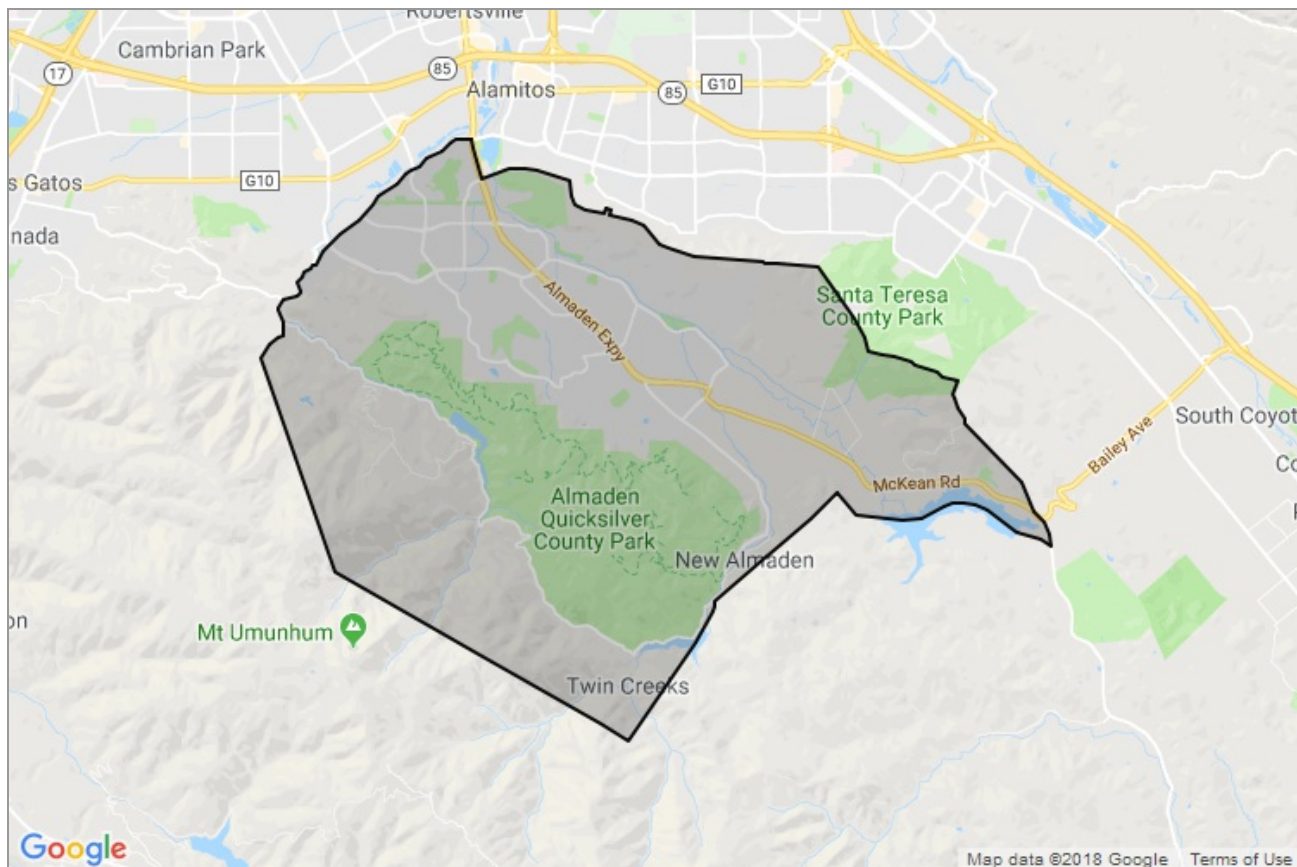 Robertsville
Cambrian Park
17
85
Alamitos
85
G10
G10
s Gatos
nada
Almaden Expy
Santa Teresa
County Park
South Coyot
Bailey Ave
Co
McKean Rd
Almaden
Quicksilver
County Park
New Almaden
on
Mt Umunhum
Twin Creeks
Google
Map data ©2018 Google
Terms of Use